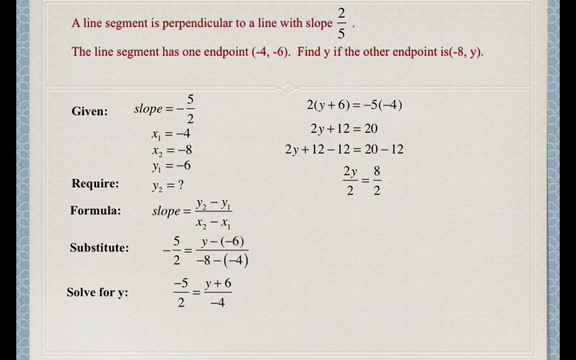 A line segment is perpendicular to a line with slope 2/5 .
The line segment has one endpoint (-4, -6). Find y if the other endpoint is(-8, y).
Given: slope = −5/2
x₁ = −4
x₂ = −8
y₁ = −6
Require: y₂ = ?
Formula: slope = (y₂ − y₁)/(x₂ − x₁)
Substitute: −5/2 = (y − (−6))/(−8 − (−4))
Solve for y: −5/2 = (y + 6)/−4
2(y + 6) = −5(−4)
2y + 12 = 20
2y + 12 − 12 = 20 − 12
2y/2 = 8/2